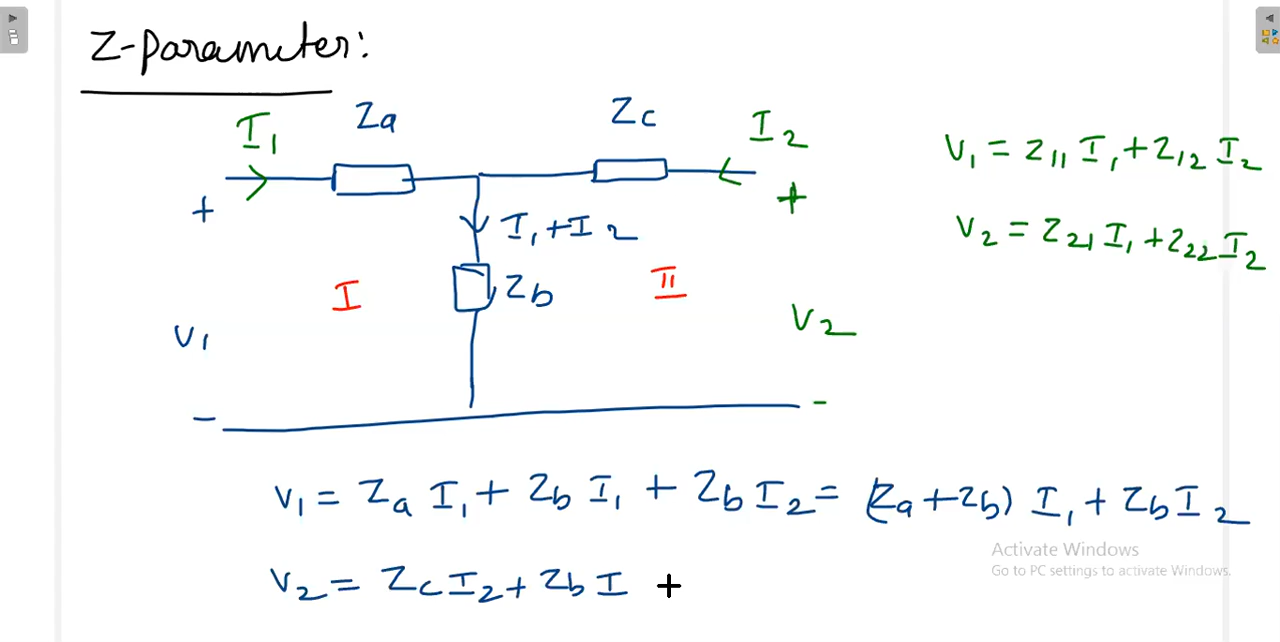 Z-parameter:
I1 Za Zc I2
V1 = Z11 I1 + Z12 I2
+ +
I1 + I2
V2 = Z21 I1 + Z22 I2
I Zb II
V1 V2
- -
V1 = Za I1 + Zb I1 + Zb I2 = (Za + Zb) I1 + Zb I2
Activate Windows
Go to PC settings to activate Windows.
V2 = Zc I2 + Zb I +